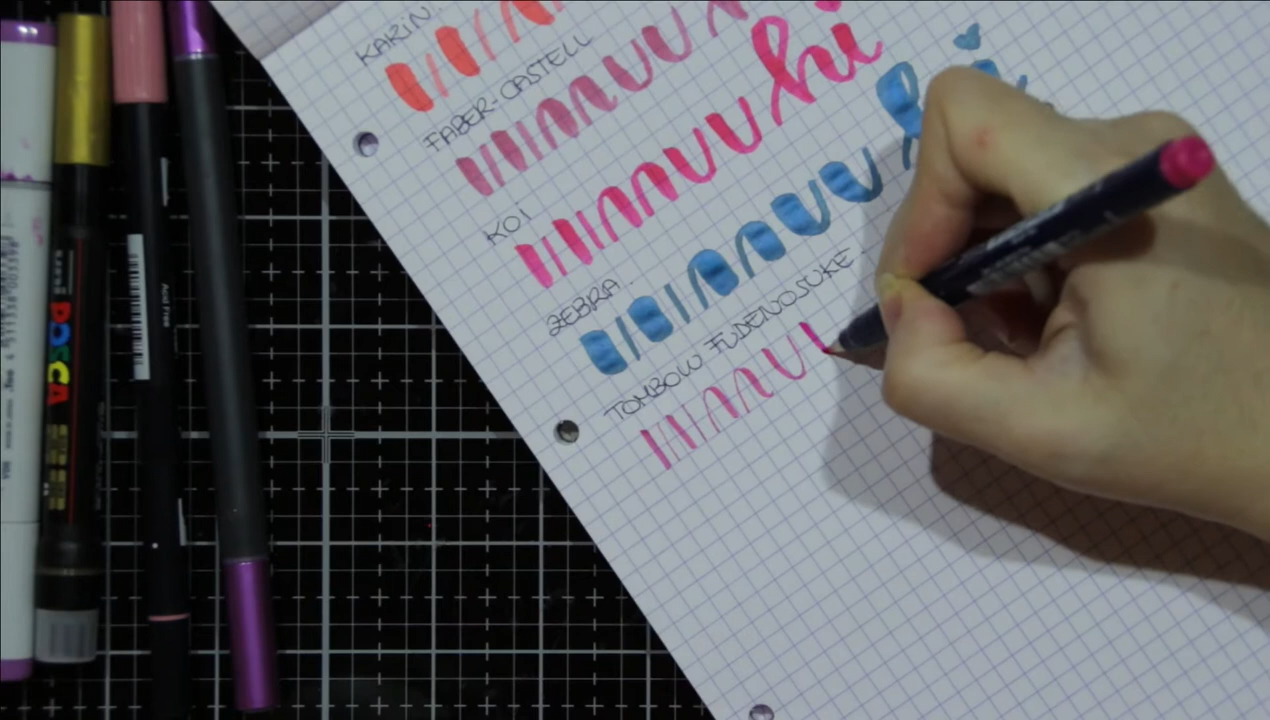 KARIN.
FABER-CASTELL
KOI
hi
ZEBRA.
TOMBOW FUDENOSUKE -
POSCA
Acid Free